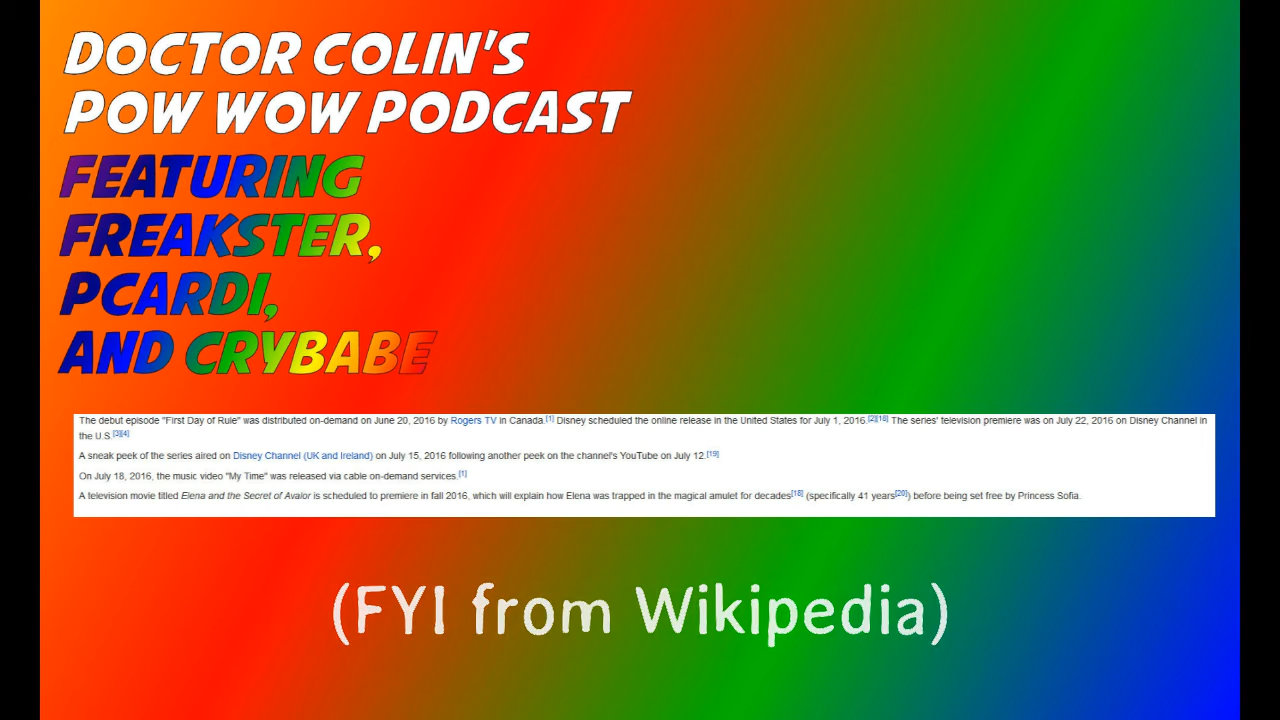 DOCTOR COLIN'S
POW WOW PODCAST
FEATURING
FREAKSTER,
PCARDI,
AND CRYBABE
The debut episode "First Day of Rule" was distributed on-demand on June 20, 2016 by Rogers TV in Canada.[1] Disney scheduled the online release in the United States for July 1, 2016.[2][18] The series' television premiere was on July 22, 2016 on Disney Channel in
the U.S.[3][4]
A sneak peek of the series aired on Disney Channel (UK and Ireland) on July 15, 2016 following another peek on the channel's YouTube on July 12.[19]
On July 18, 2016, the music video "My Time" was released via cable on-demand services.[1]
A television movie titled Elena and the Secret of Avalor is scheduled to premiere in fall 2016, which will explain how Elena was trapped in the magical amulet for decades[18] (specifically 41 years[20]) before being set free by Princess Sofia.
(FYI from Wikipedia)